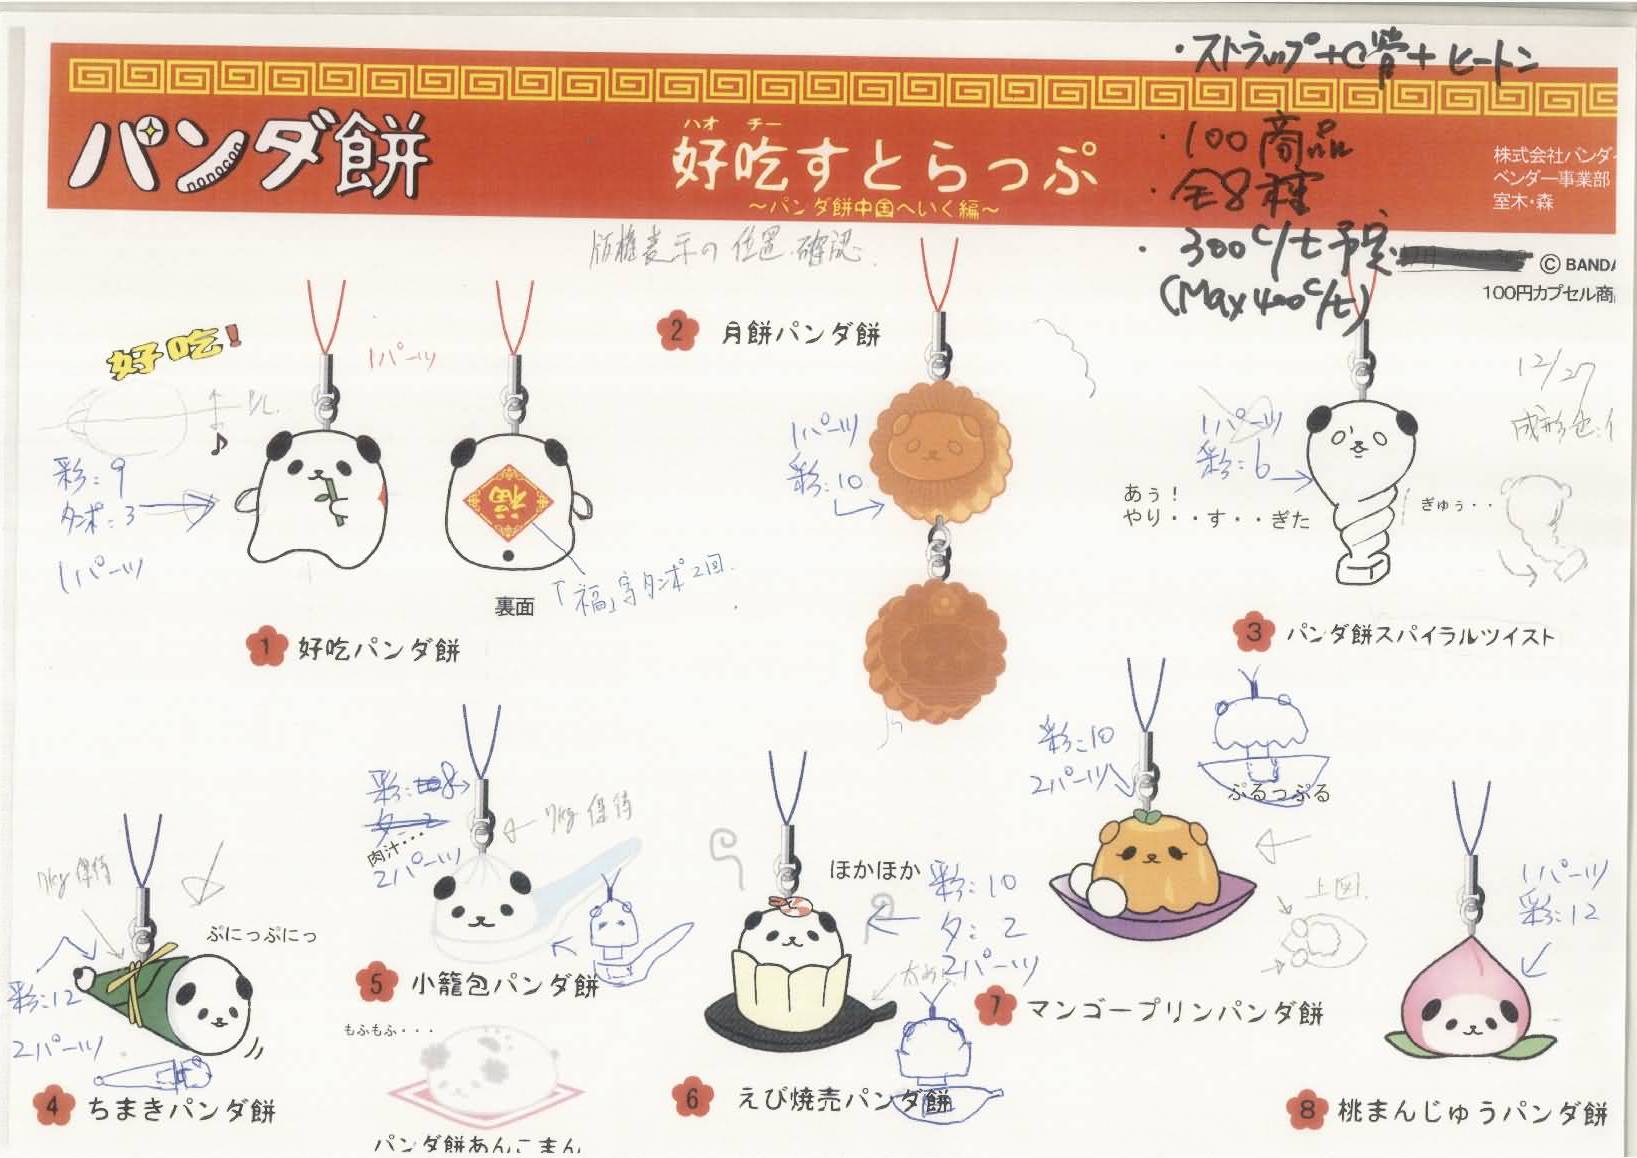 ・ストラップ+C管+ヒートン
パンダ餅
nonocoo
ハオ チー
好吃すとらっぷ
〜パンダ餅中国へいく編〜
・100商品
・全8種
・300c/t予定
(Max400c/t)
株式会社バンダイ
ベンダー事業部
室木・森
© BANDA
100円カプセル商
版権表示の位置確認
好吃!
P/L
1パーツ
彩:9
タンポ:3
1パーツ
福
裏面
「福」字タンポ2回.
1 好吃パンダ餅
2 月餅パンダ餅
1パーツ
彩:10
12/27
成形色:1
1パーツ
彩:6
あぅ!
やり・・す・・ぎた
ぎゅぅ・・
3 パンダ餅スパイラルツイスト
7kg保持
ぷにっぷにっ
彩:12
2パーツ
4 ちまきパンダ餅
彩:8
肉汁・・・
2パーツ
7kg保持
5 小籠包パンダ餅
もふもふ・・・
パンダ餅あんこまん
ほかほか
彩:10
タ:2
2パーツ
6 えび焼売パンダ餅
彩:10
2パーツ
ぷるっぷる
上図
7 マンゴープリンパンダ餅
1パーツ
彩:12
8 桃まんじゅうパンダ餅